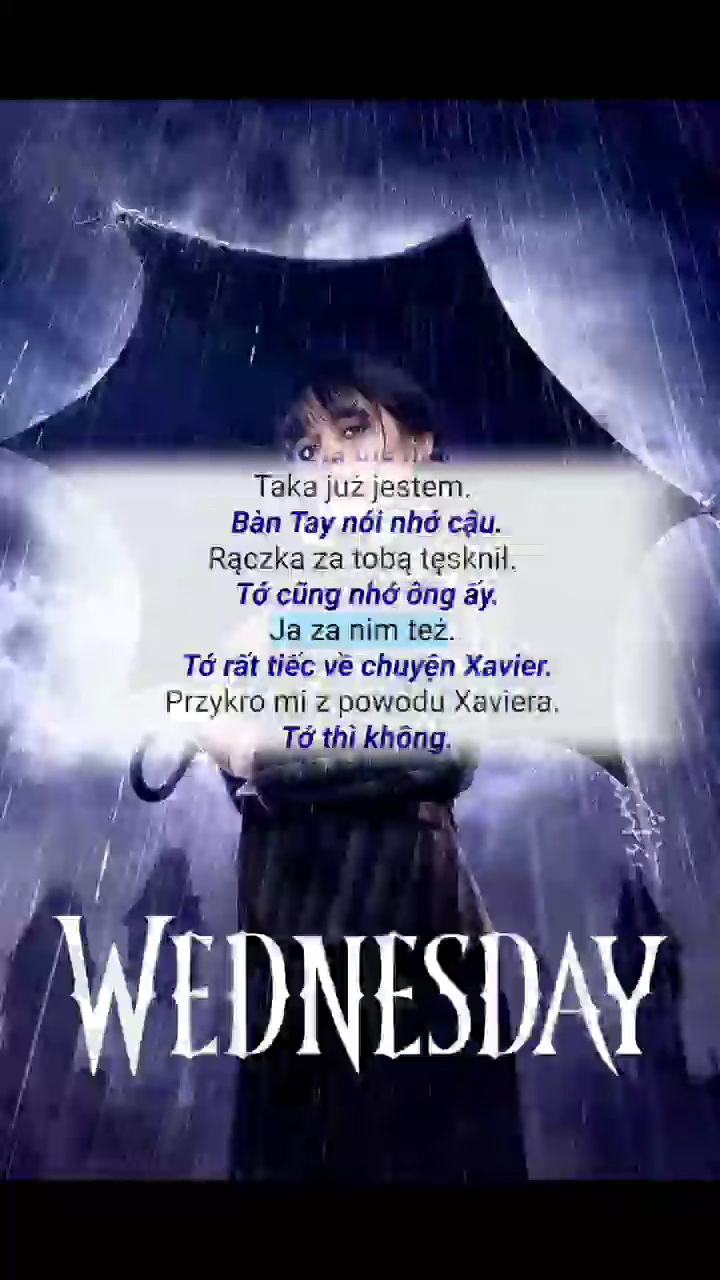 Taka już jestem.
Bàn Tay nói nhớ cậu.
Rączka za tobą tęsknił.
Tớ cũng nhớ ông ấy.
Ja za nim też.
Tớ rất tiếc về chuyện Xavier.
Przykro mi z powodu Xaviera.
Tớ thì không.
WEDNESDAY